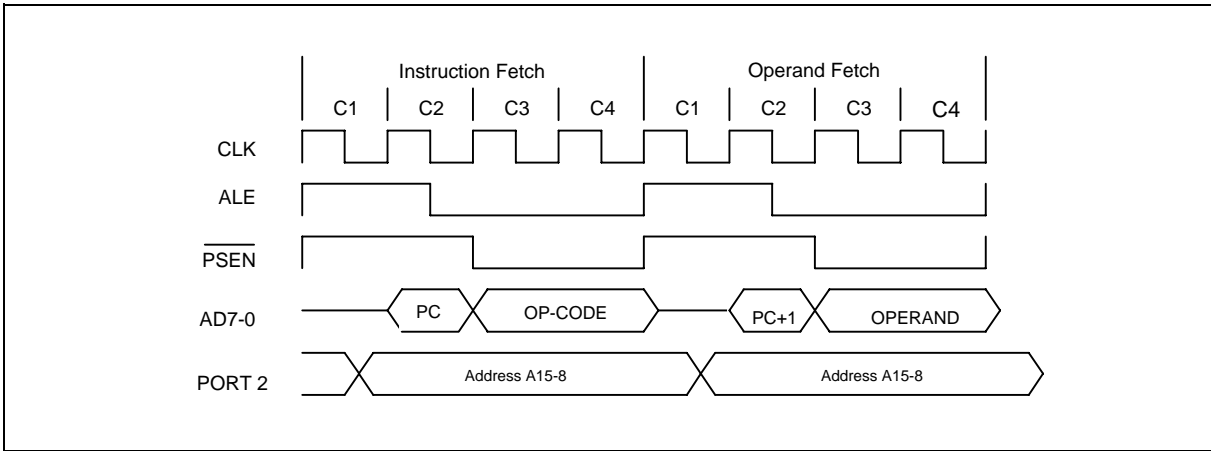 Instruction Fetch Operand Fetch
C1 C2 C3 C4 C1 C2 C3 C4
CLK
ALE
PSEN
AD7-0 PC OP-CODE PC+1 OPERAND
PORT 2 Address A15-8 Address A15-8